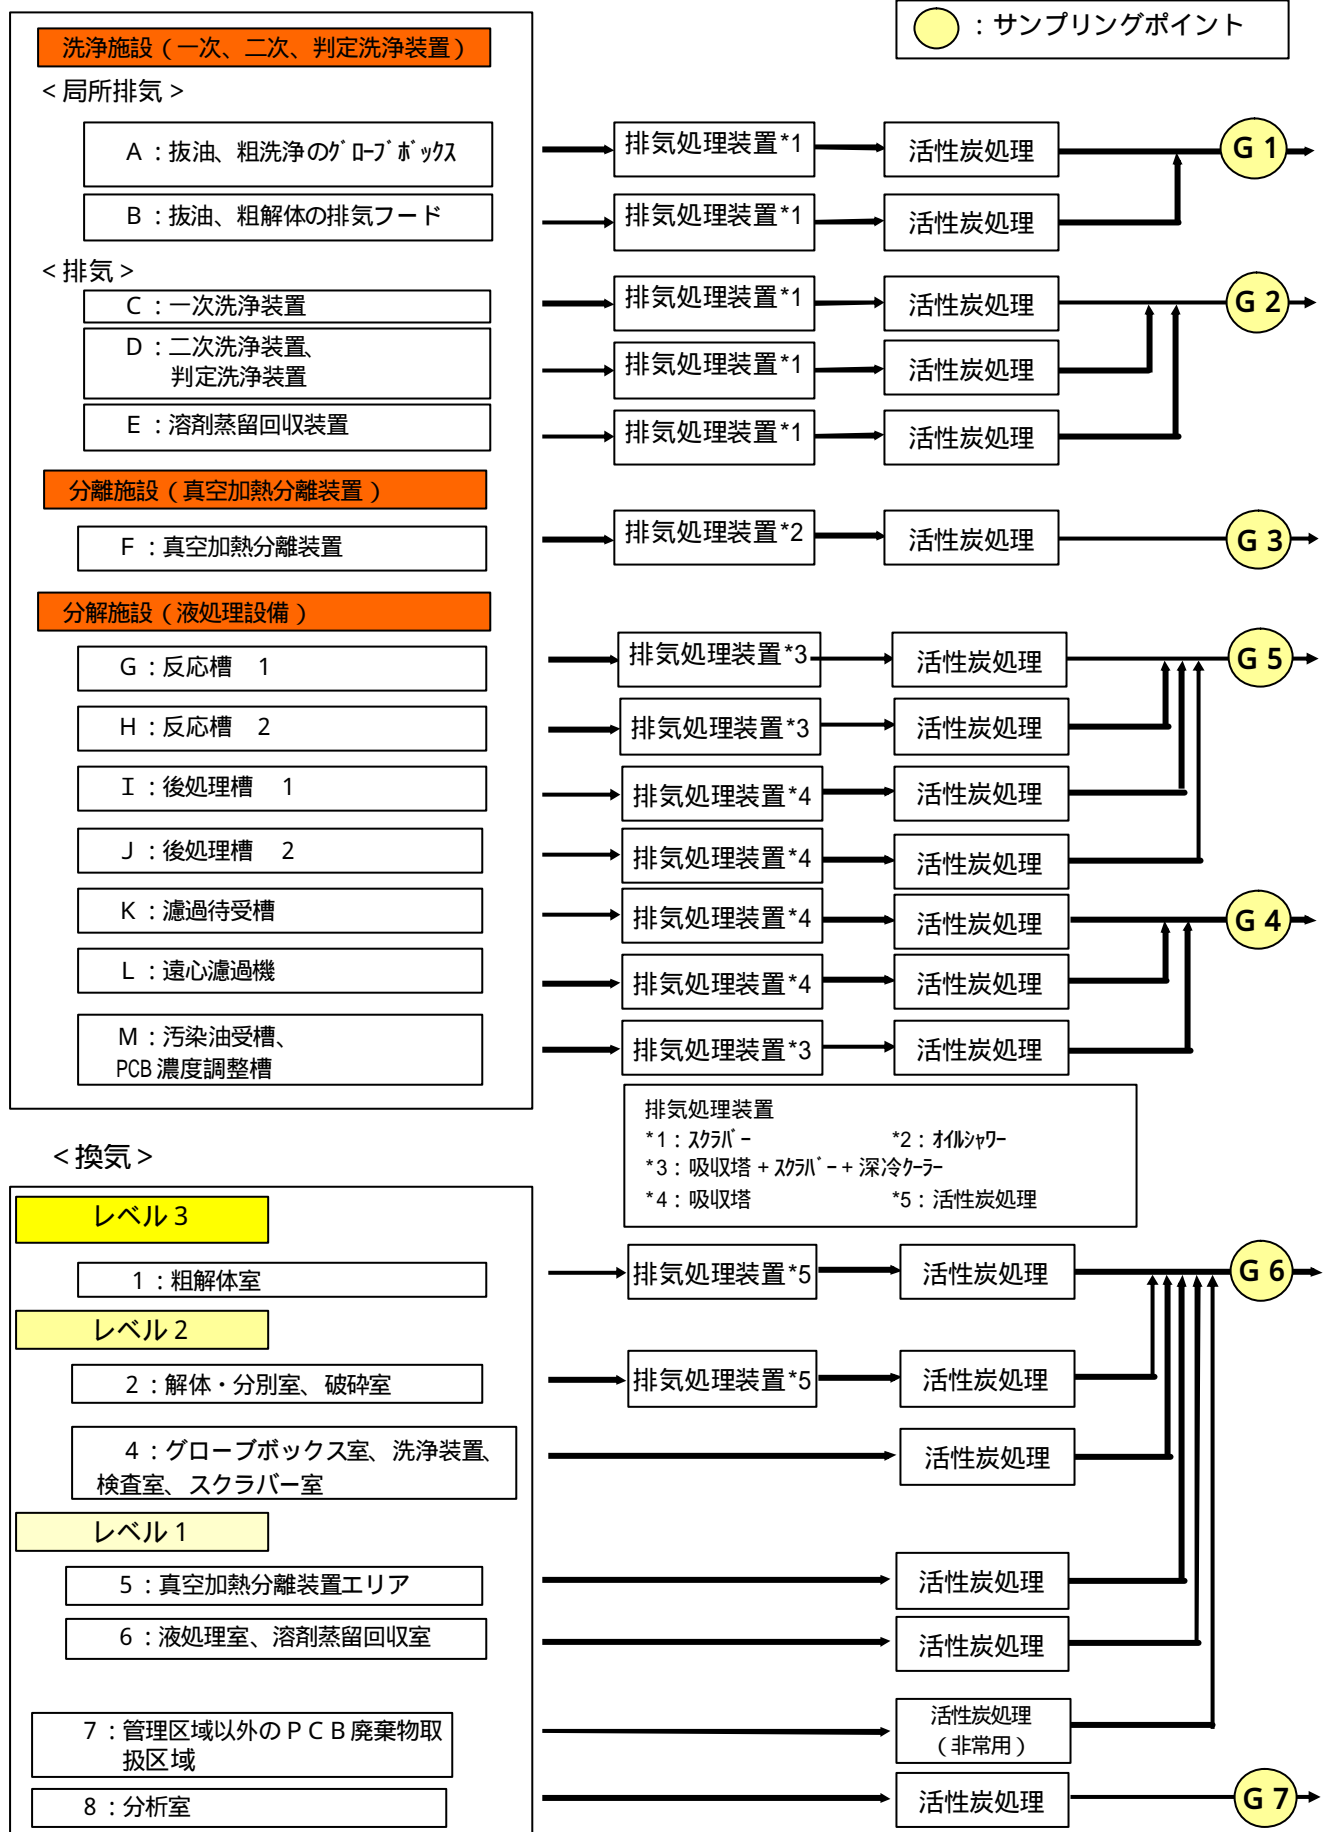 ：サンプリングポイント
洗浄施設（一次、二次、判定洗浄装置）
＜局所排気＞
A：抜油、粗洗浄のｸﾞﾛｰﾌﾞﾎﾞｯｸｽ
排気処理装置*1
活性炭処理
G 1
B：抜油、粗解体の排気フード
排気処理装置*1
活性炭処理
＜排気＞
C：一次洗浄装置
排気処理装置*1
活性炭処理
G 2
D：二次洗浄装置、
判定洗浄装置
排気処理装置*1
活性炭処理
E：溶剤蒸留回収装置
排気処理装置*1
活性炭処理
分離施設（真空加熱分離装置）
F：真空加熱分離装置
排気処理装置*2
活性炭処理
G 3
分解施設（液処理設備）
G：反応槽　1
排気処理装置*3
活性炭処理
G 5
H：反応槽　2
排気処理装置*3
活性炭処理
I：後処理槽　1
排気処理装置*4
活性炭処理
J：後処理槽　2
排気処理装置*4
活性炭処理
K：濾過待受槽
排気処理装置*4
活性炭処理
G 4
L：遠心濾過機
排気処理装置*4
活性炭処理
M：汚染油受槽、
PCB濃度調整槽
排気処理装置*3
活性炭処理
排気処理装置
*1：ｽｸﾗﾊﾞｰ　*2：ｵｲﾙｼｬﾜｰ
*3：吸収塔＋ｽｸﾗﾊﾞｰ＋深冷ｸｰﾗｰ
*4：吸収塔　*5：活性炭処理
＜換気＞
レベル3
1：粗解体室
排気処理装置*5
活性炭処理
G 6
レベル2
2：解体・分別室、破砕室
排気処理装置*5
活性炭処理
4：グローブボックス室、洗浄装置、
検査室、スクラバー室
活性炭処理
レベル1
5：真空加熱分離装置エリア
活性炭処理
6：液処理室、溶剤蒸留回収室
活性炭処理
7：管理区域以外のＰＣＢ廃棄物取
扱区域
活性炭処理
（非常用）
8：分析室
活性炭処理
G 7